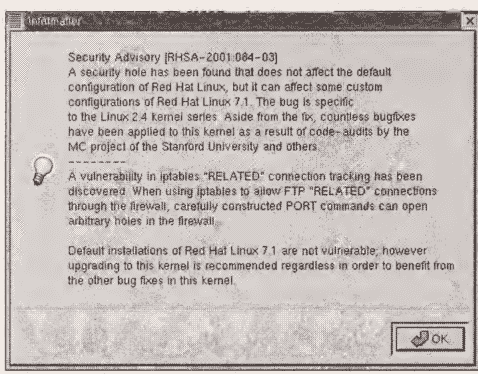 Information
Security Advisory [RHSA-2001:084-03]
A security hole has been found that does not affect the default
configuration of Red Hat Linux, but it can affect some custom
configurations of Red Hat Linux 7.1. The bug is specific
to the Linux 2.4 kernel series. Aside from the fix, countless bugfixes
have been applied to this kernel as a result of code-audits by the
MC project of the Stanford University and others.
---------
A vulnerability in iptables "RELATED" connection tracking has been
discovered. When using iptables to allow FTP "RELATED" connections
through the firewall, carefully constructed PORT commands can open
arbitrary holes in the firewall.
Default installations of Red Hat Linux 7.1 are not vulnerable, however
upgrading to this kernel is recommended regardless in order to benefit from
the other bug fixes in this kernel.
OK